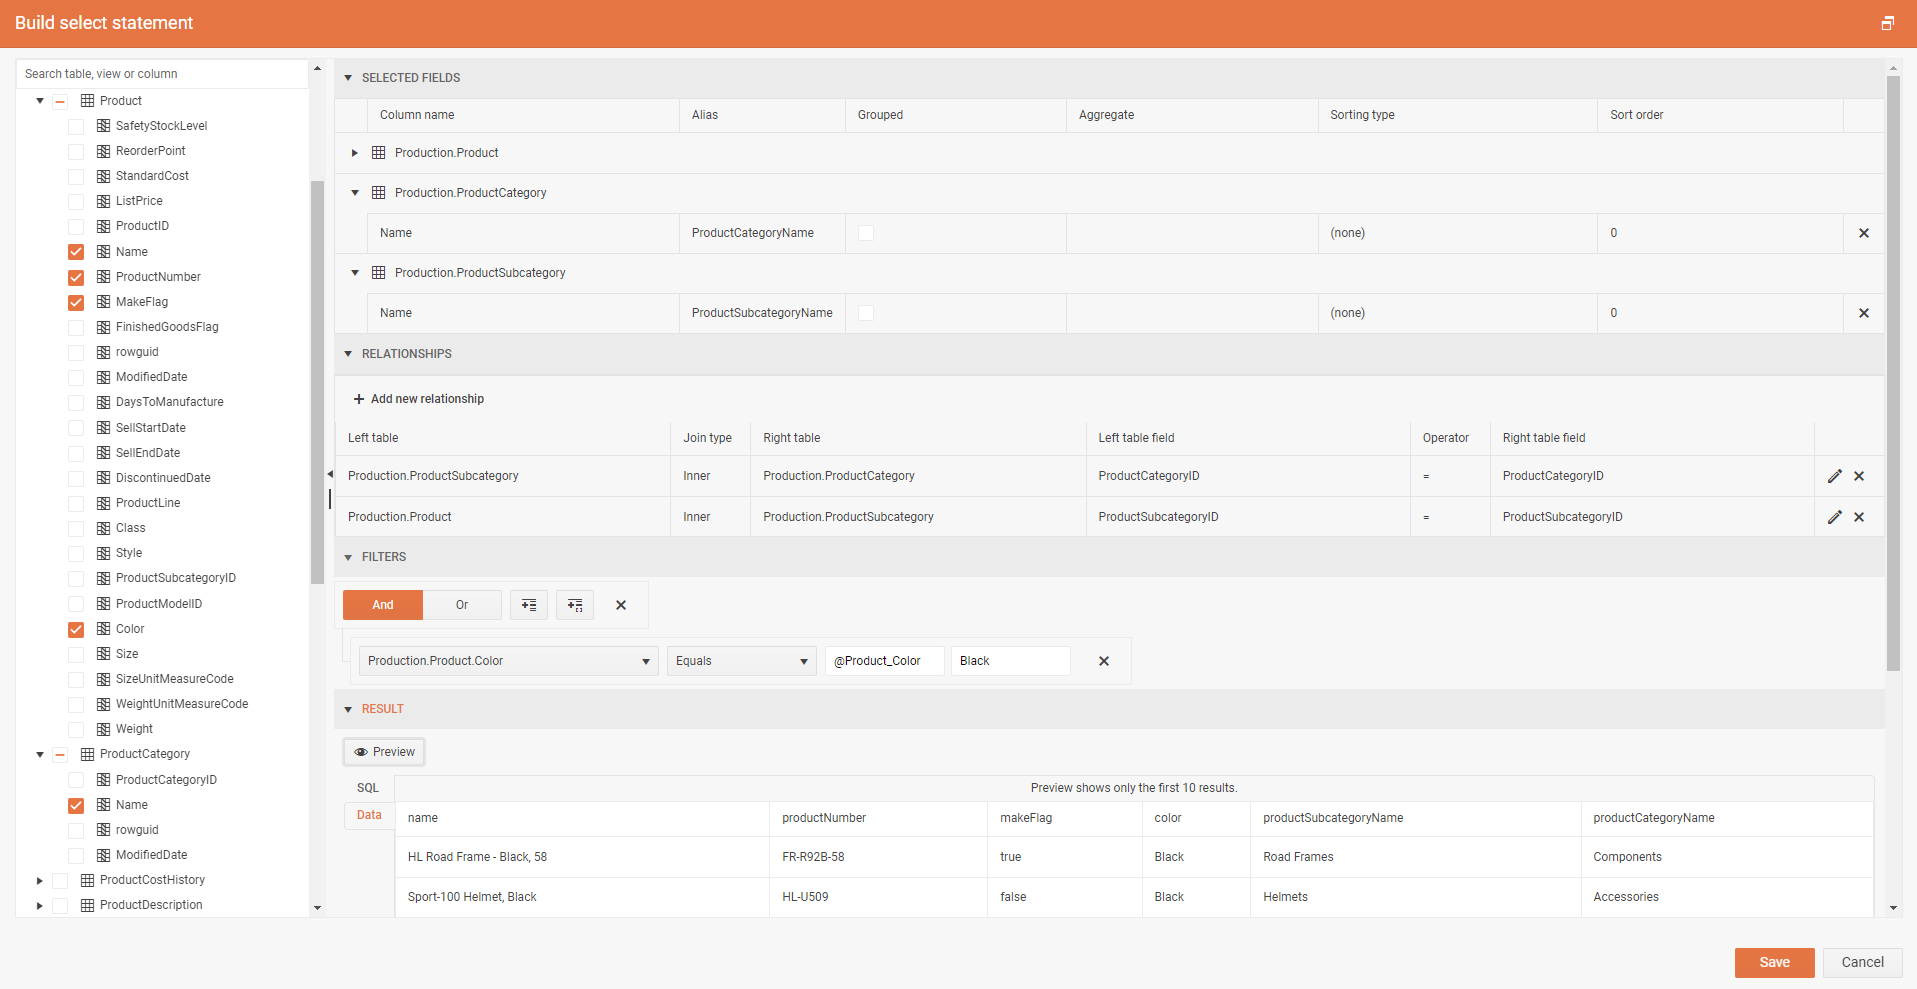 Build select statement
Search table, view or column
Product
SafetyStockLevel
ReorderPoint
StandardCost
ListPrice
ProductID
Name
ProductNumber
MakeFlag
FinishedGoodsFlag
rowguid
ModifiedDate
DaysToManufacture
SellStartDate
SellEndDate
DiscontinuedDate
ProductLine
Class
Style
ProductSubcategoryID
ProductModelID
Color
Size
SizeUnitMeasureCode
WeightUnitMeasureCode
Weight
ProductCategory
ProductCategoryID
Name
rowguid
ModifiedDate
ProductCostHistory
ProductDescription
SELECTED FIELDS
Column name Alias Grouped Aggregate Sorting type Sort order
Production.Product
Production.ProductCategory
Name ProductCategoryName (none) 0
Production.ProductSubcategory
Name ProductSubcategoryName (none) 0
RELATIONSHIPS
Add new relationship
Left table Join type Right table Left table field Operator Right table field
Production.ProductSubcategory Inner Production.ProductCategory ProductCategoryID = ProductCategoryID
Production.Product Inner Production.ProductSubcategory ProductSubcategoryID = ProductSubcategoryID
FILTERS
And Or
Production.Product.Color Equals @Product_Color Black
RESULT
Preview
SQL
Data
Preview shows only the first 10 results.
name productNumber makeFlag color productSubcategoryName productCategoryName
HL Road Frame - Black, 58 FR-R92B-58 true Black Road Frames Components
Sport-100 Helmet, Black HL-U509 false Black Helmets Accessories
Save Cancel